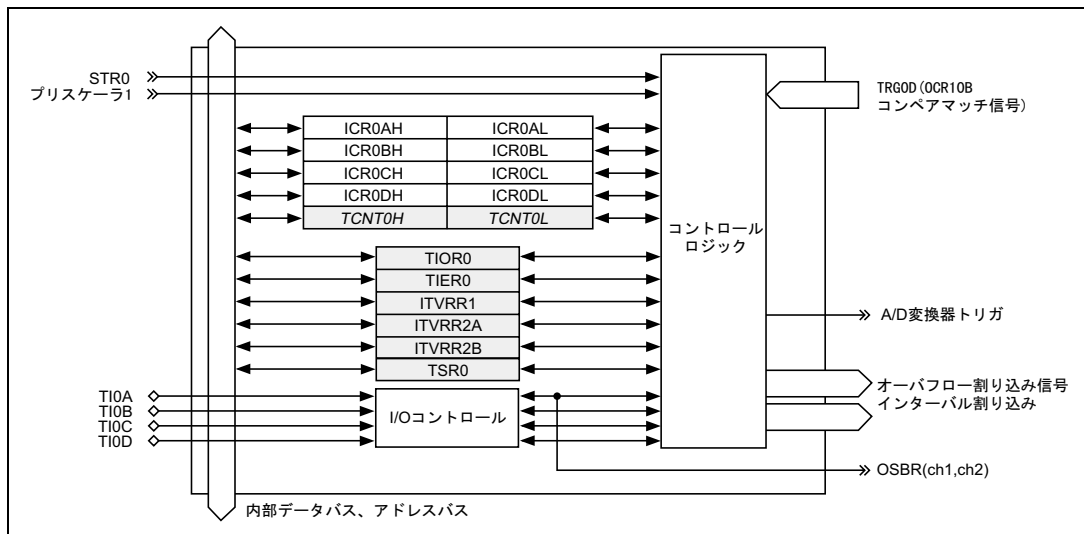 STR0
プリスケーラ1
TRGOD(OCR10B
コンペアマッチ信号)
ICR0AH ICR0AL
ICR0BH ICR0BL
ICR0CH ICR0CL
ICR0DH ICR0DL
TCNT0H TCNT0L
コントロール
ロジック
TIOR0
TIER0
ITVRR1
ITVRR2A
ITVRR2B
TSR0
A/D変換器トリガ
TI0A
TI0B
TI0C
TI0D
I/Oコントロール
オーバフロー割り込み信号
インターバル割り込み
OSBR(ch1,ch2)
内部データバス、アドレスバス